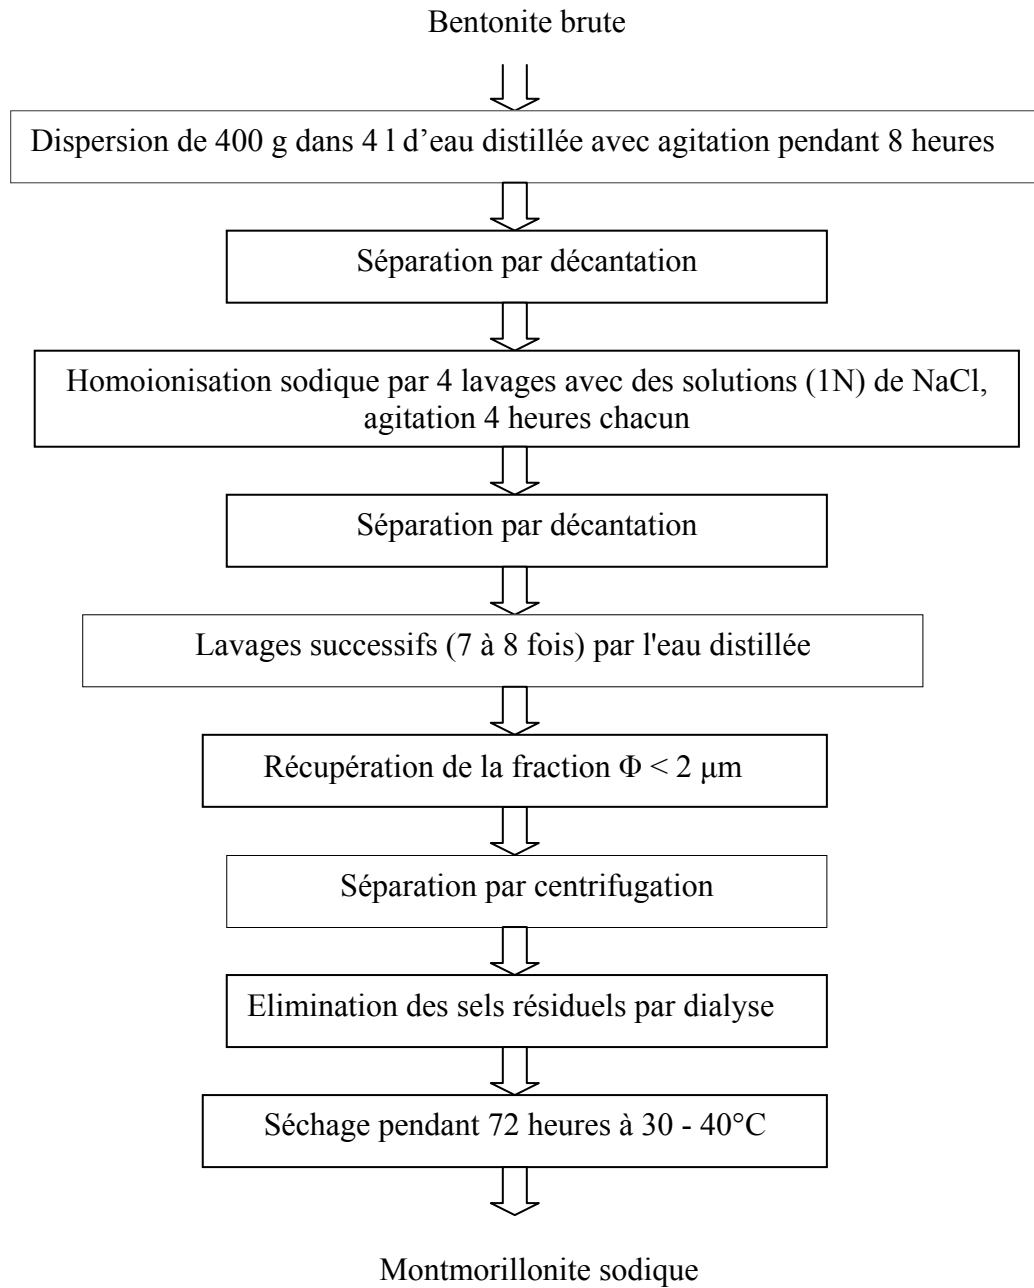 Bentonite brute
Dispersion de 400 g dans 4 l d’eau distillée avec agitation pendant 8 heures
Séparation par décantation
Homoionisation sodique par 4 lavages avec des solutions (1N) de NaCl,
agitation 4 heures chacun
Séparation par décantation
Lavages successifs (7 à 8 fois) par l'eau distillée
Récupération de la fraction Φ < 2 μm
Séparation par centrifugation
Elimination des sels résiduels par dialyse
Séchage pendant 72 heures à 30 - 40°C
Montmorillonite sodique